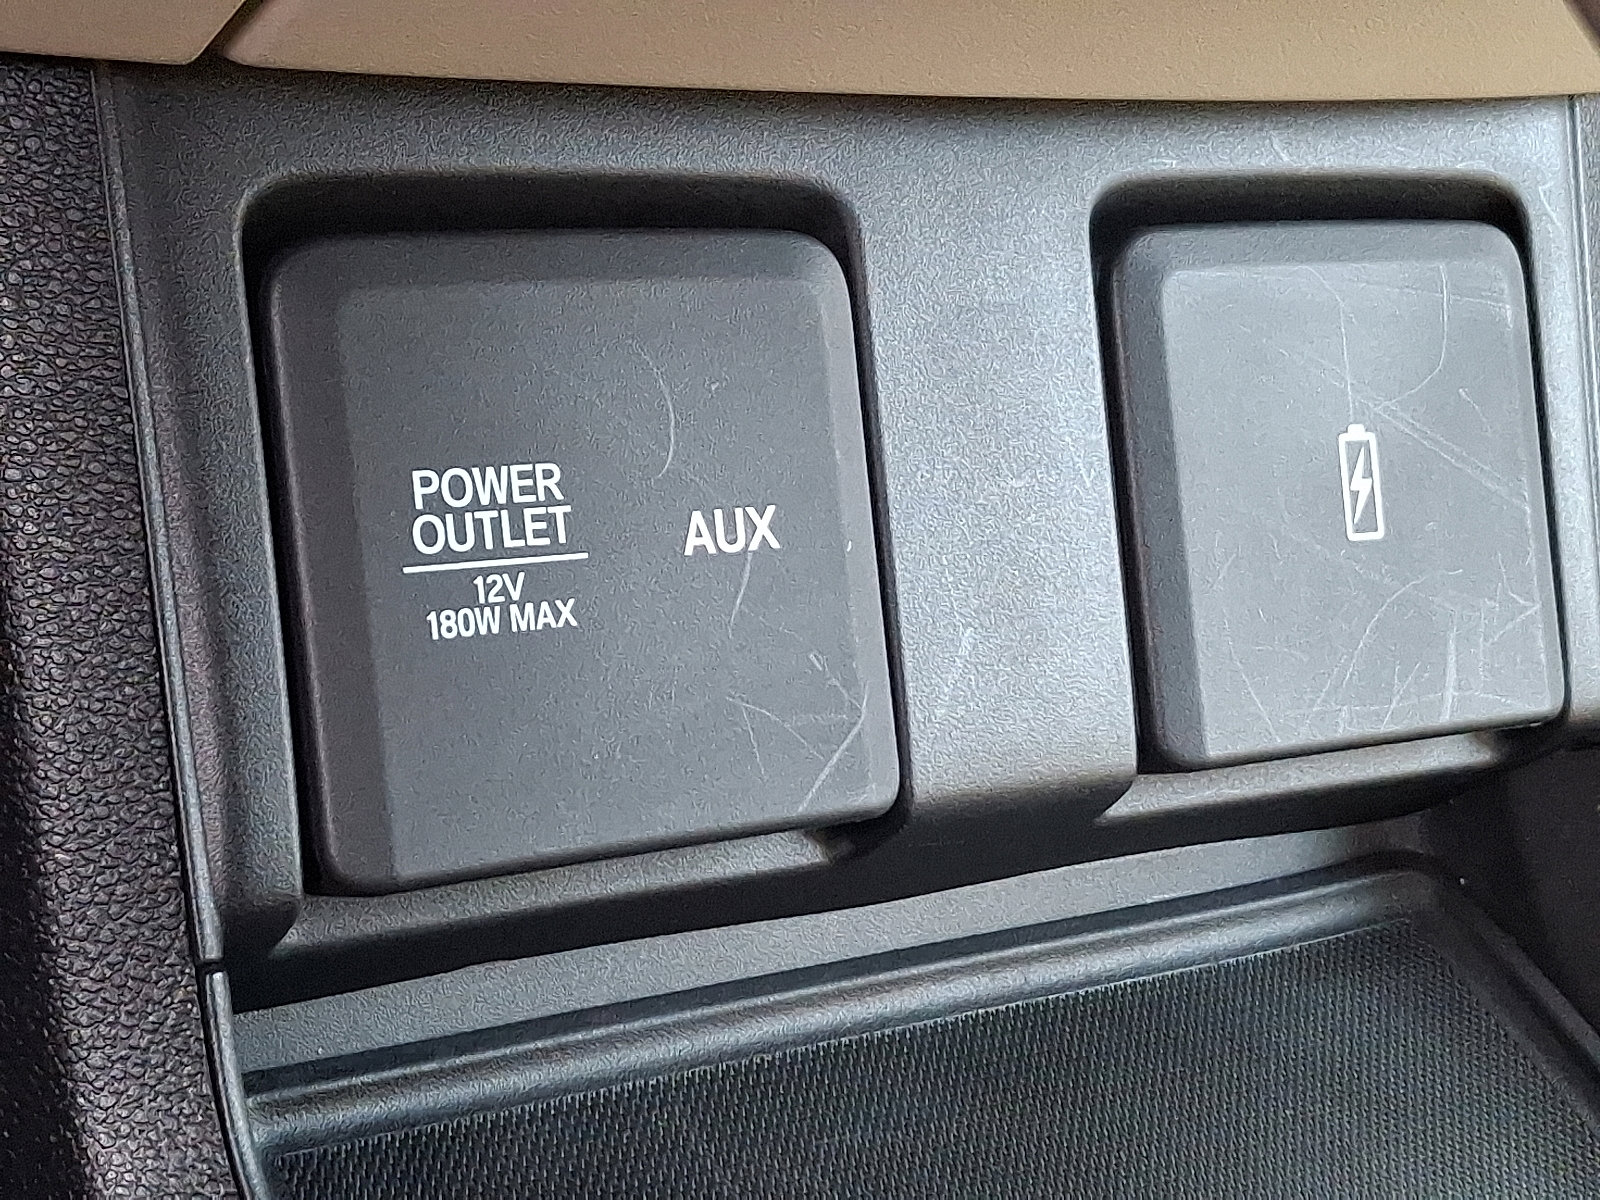 POWER
OUTLET
12V
180W MAX
AUX